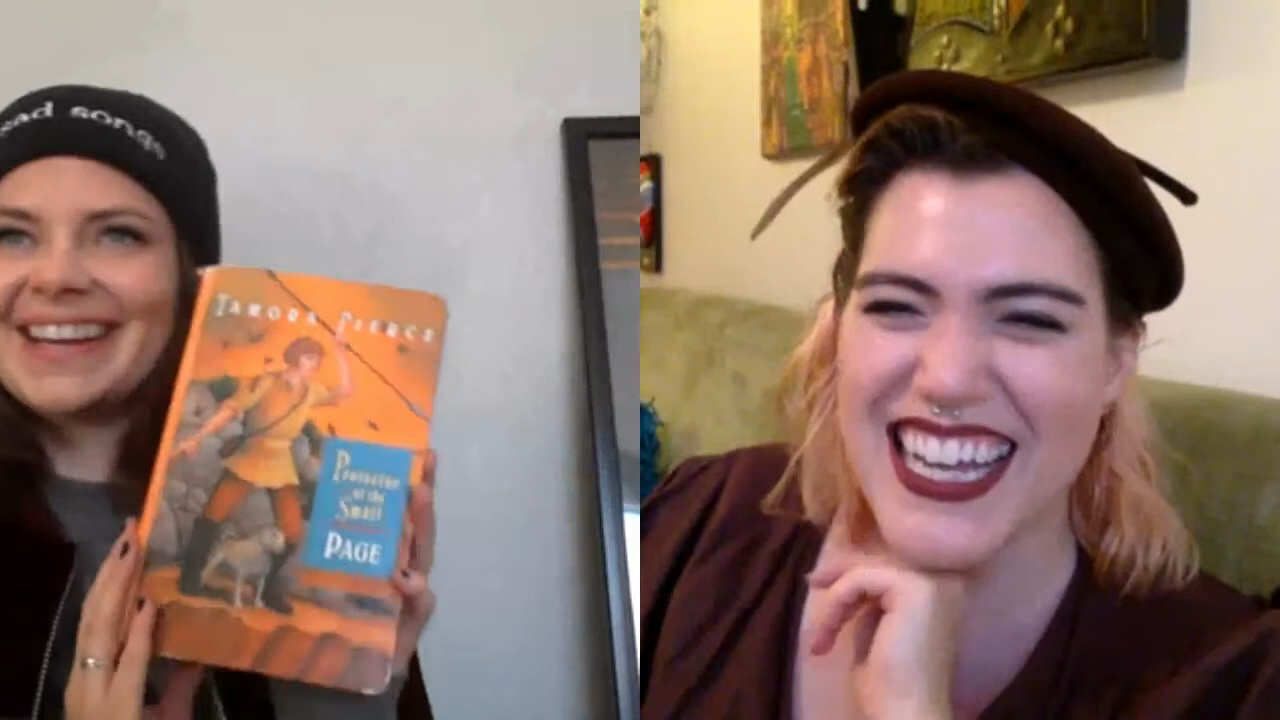 ead songs
TAMORA PIERCE
Protector
of the
Small
PAGE